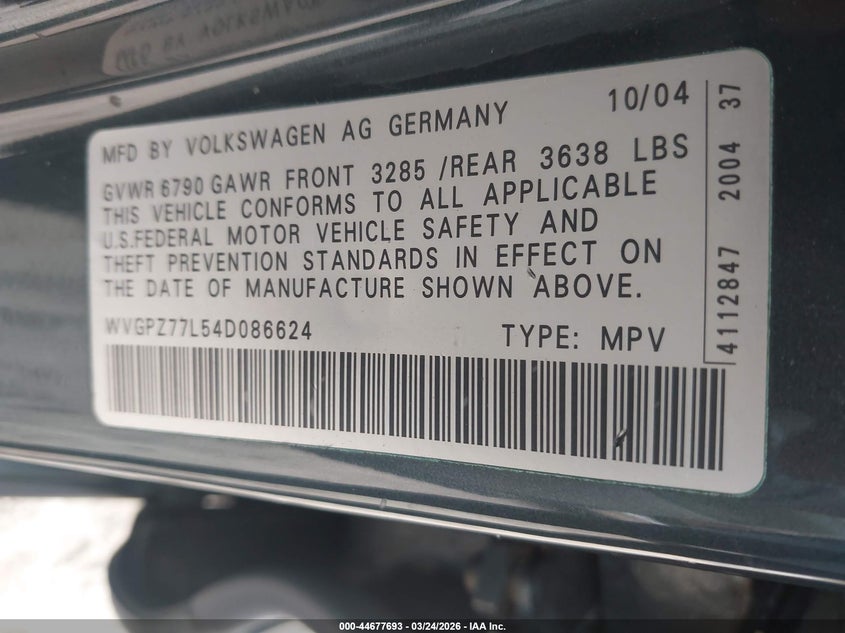 MFD BY VOLKSWAGEN AG GERMANY 10/04
GVWR 6790 GAWR FRONT 3285 /REAR 3638 LBS
THIS VEHICLE CONFORMS TO ALL APPLICABLE
U.S.FEDERAL MOTOR VEHICLE SAFETY AND
THEFT PREVENTION STANDARDS IN EFFECT ON
THE DATE OF MANUFACTURE SHOWN ABOVE.
WVGPZ77L54D086624 TYPE: MPV
4112847 2004 37
000-44677693 - 03/24/2026 - IAA Inc.